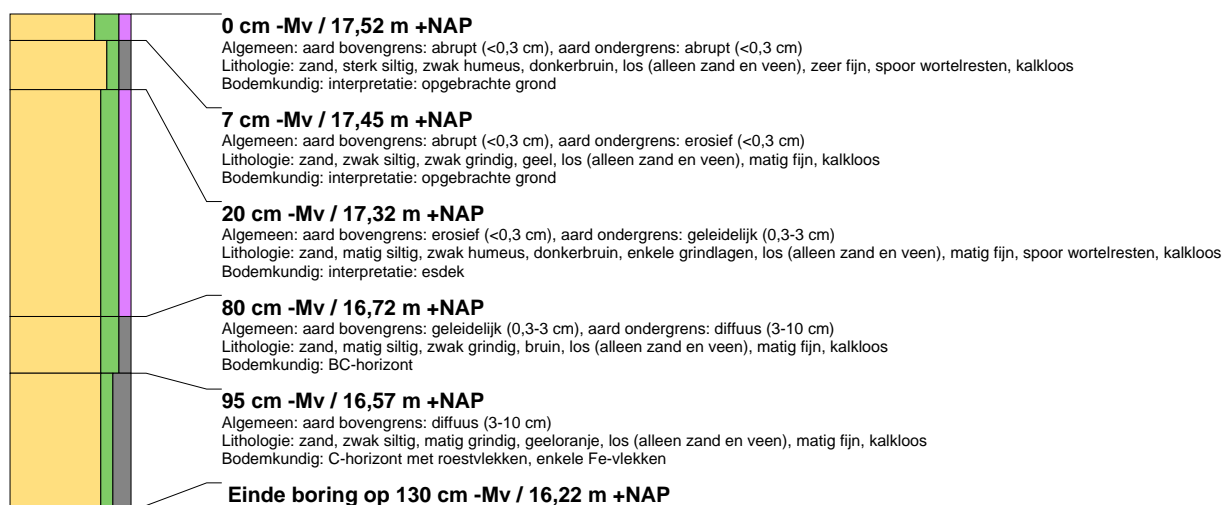 0 cm -Mv / 17,52 m +NAP
Algemeen: aard bovengrens: abrupt (<0,3 cm), aard ondergrens: abrupt (<0,3 cm)
Lithologie: zand, sterk siltig, zwak humeus, donkerbruin, los (alleen zand en veen), zeer fijn, spoor wortelresten, kalkloos
Bodemkundig: interpretatie: opgebrachte grond
7 cm -Mv / 17,45 m +NAP
Algemeen: aard bovengrens: abrupt (<0,3 cm), aard ondergrens: erosief (<0,3 cm)
Lithologie: zand, zwak siltig, zwak grindig, geel, los (alleen zand en veen), matig fijn, kalkloos
Bodemkundig: interpretatie: opgebrachte grond
20 cm -Mv / 17,32 m +NAP
Algemeen: aard bovengrens: erosief (<0,3 cm), aard ondergrens: geleidelijk (0,3-3 cm)
Lithologie: zand, matig siltig, zwak humeus, donkerbruin, enkele grindlagen, los (alleen zand en veen), matig fijn, spoor wortelresten, kalkloos
Bodemkundig: interpretatie: esdek
80 cm -Mv / 16,72 m +NAP
Algemeen: aard bovengrens: geleidelijk (0,3-3 cm), aard ondergrens: diffuus (3-10 cm)
Lithologie: zand, matig siltig, zwak grindig, bruin, los (alleen zand en veen), matig fijn, kalkloos
Bodemkundig: BC-horizont
95 cm -Mv / 16,57 m +NAP
Algemeen: aard bovengrens: diffuus (3-10 cm)
Lithologie: zand, zwak siltig, matig grindig, geeloranje, los (alleen zand en veen), matig fijn, kalkloos
Bodemkundig: C-horizont met roestvlekken, enkele Fe-vlekken
Einde boring op 130 cm -Mv / 16,22 m +NAP